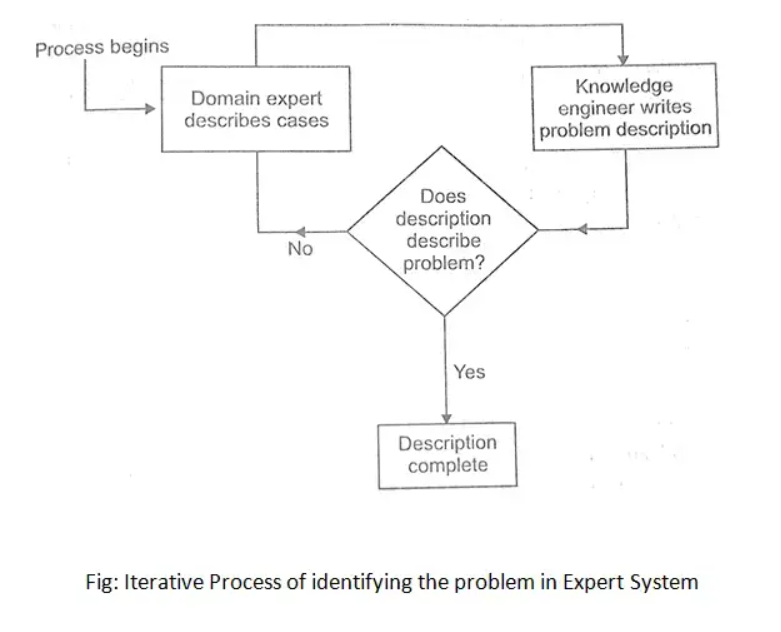 Process begins
Domain expert
describes cases
Knowledge
engineer writes
problem description
Does
description
describe
problem?
No
Yes
Description
complete
Fig: Iterative Process of identifying the problem in Expert System